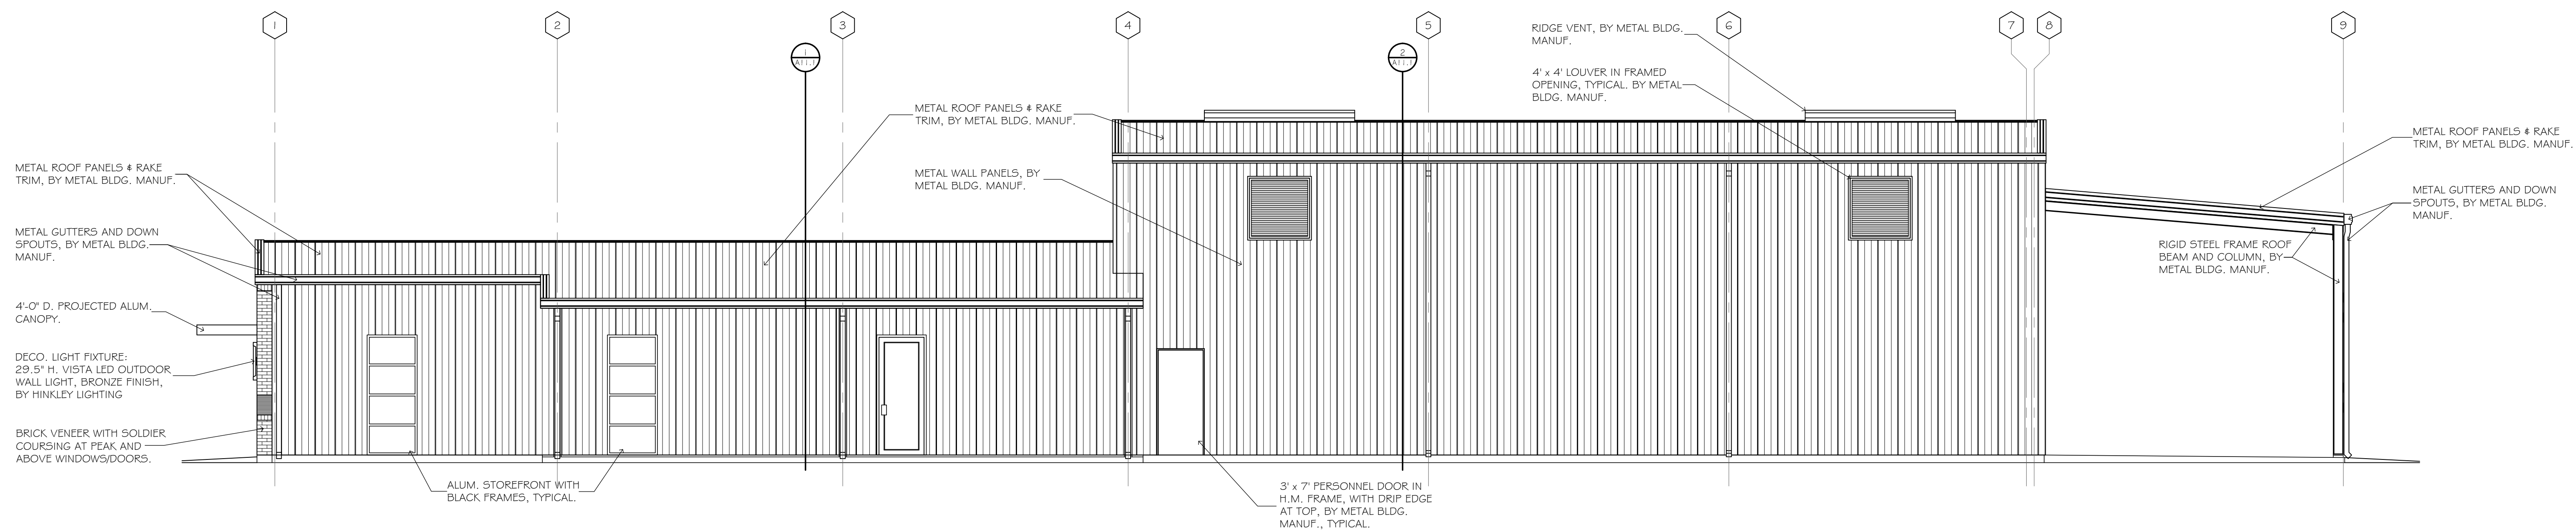 1
2
3
4
5
6
7
8
9
1
A11.1
2
A11.1
RIDGE VENT, BY METAL BLDG.
MANUF.
4' x 4' LOUVER IN FRAMED
OPENING, TYPICAL. BY METAL
BLDG. MANUF.
METAL ROOF PANELS & RAKE
TRIM, BY METAL BLDG. MANUF.
METAL WALL PANELS, BY
METAL BLDG. MANUF.
METAL ROOF PANELS & RAKE
TRIM, BY METAL BLDG. MANUF.
METAL GUTTERS AND DOWN
SPOUTS, BY METAL BLDG.
MANUF.
4'-0" D. PROJECTED ALUM.
CANOPY.
DECO. LIGHT FIXTURE:
29.5" H. VISTA LED OUTDOOR
WALL LIGHT, BRONZE FINISH,
BY HINKLEY LIGHTING
BRICK VENEER WITH SOLDIER
COURSING AT PEAK AND
ABOVE WINDOWS/DOORS.
ALUM. STOREFRONT WITH
BLACK FRAMES, TYPICAL.
3' x 7' PERSONNEL DOOR IN
H.M. FRAME, WITH DRIP EDGE
AT TOP, BY METAL BLDG.
MANUF., TYPICAL.
METAL ROOF PANELS & RAKE
TRIM, BY METAL BLDG. MANUF.
METAL GUTTERS AND DOWN
SPOUTS, BY METAL BLDG.
MANUF.
RIGID STEEL FRAME ROOF
BEAM AND COLUMN, BY
METAL BLDG. MANUF.